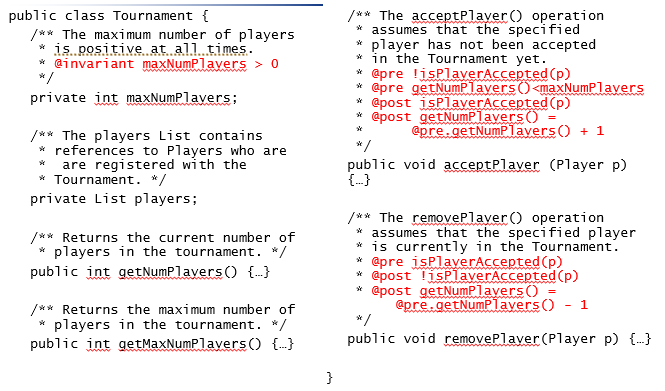 public class Tournament {
/** The maximum number of players
* is positive at all times.
* @invariant maxNumPlayers > 0
*/
private int maxNumPlayers;
/** The players List contains
* references to Players who are
* are registered with the
* Tournament. */
private List players;
/** Returns the current number of
* players in the tournament. */
public int getNumPlayers() {…}
/** Returns the maximum number of
* players in the tournament. */
public int getMaxNumPlayers() {…}
/** The acceptPlayer() operation
* assumes that the specified
* player has not been accepted
* in the Tournament yet.
* @pre !isPlayerAccepted(p)
* @pre getNumPlayers()<maxNumPlayers
* @post isPlayerAccepted(p)
* @post getNumPlayers() =
* @pre.getNumPlayers() + 1
*/
public void acceptPlayer (Player p)
{…}
/** The removePlayer() operation
* assumes that the specified player
* is currently in the Tournament.
* @pre isPlayerAccepted(p)
* @post !isPlayerAccepted(p)
* @post getNumPlayers() =
@pre.getNumPlayers() - 1
*/
public void removePlayer(Player p) {…}
}